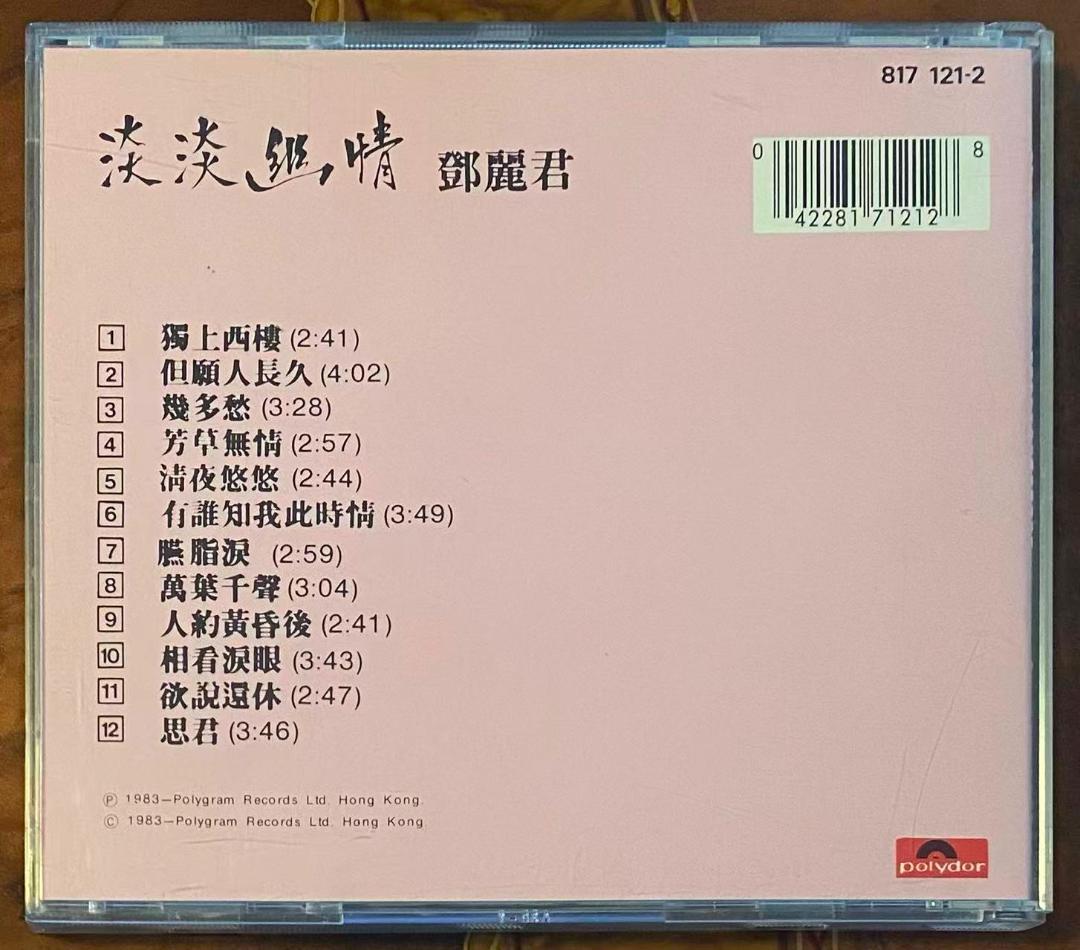 817 121-2
淡淡幽情 鄧麗君
0 42281 71212 8
1 獨上西樓 (2:41)
2 但願人長久 (4:02)
3 幾多愁 (3:28)
4 芳草無情 (2:57)
5 清夜悠悠 (2:44)
6 有誰知我此時情 (3:49)
7 臙脂淚 (2:59)
8 萬葉千聲 (3:04)
9 人約黃昏後 (2:41)
10 相看淚眼 (3:43)
11 欲說還休 (2:47)
12 思君 (3:46)
Ⓟ 1983—Polygram Records Ltd. Hong Kong.
Ⓒ 1983—Polygram Records Ltd. Hong Kong.
polydor